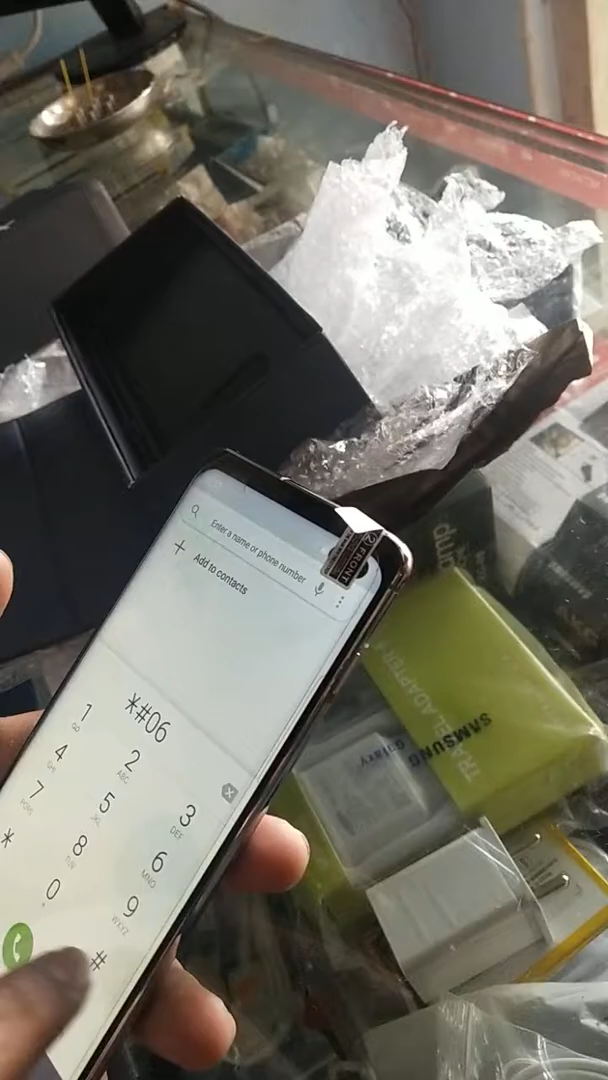 Enter a name or phone number
Add to contacts
*#06
1
2 ABC
3 DEF
4 GHI
5 JKL
6 MNO
7 PQRS
8 TUV
9 WXYZ
*
0
#
FRONT
SAMSUNG
TRAVEL ADAPTER
GALAXY